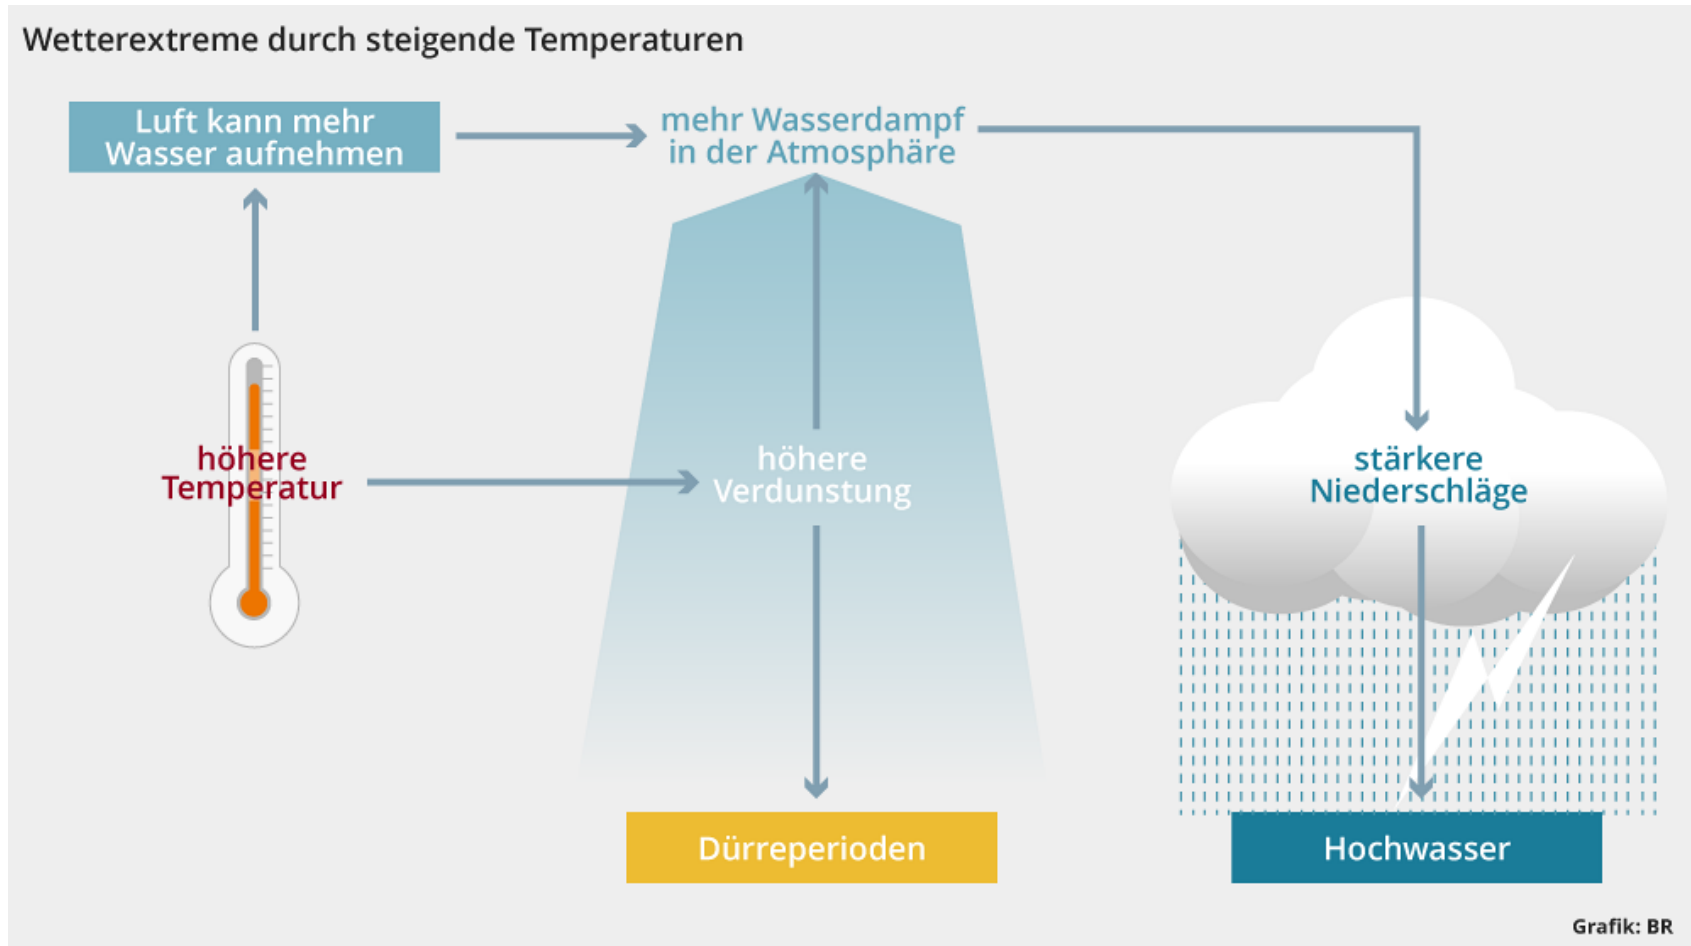 Wetterextreme durch steigende Temperaturen
Luft kann mehr
Wasser aufnehmen
mehr Wasserdampf
in der Atmosphäre
höhere
Temperatur
höhere
Verdunstung
stärkere
Niederschläge
Dürreperioden
Hochwasser
Grafik: BR